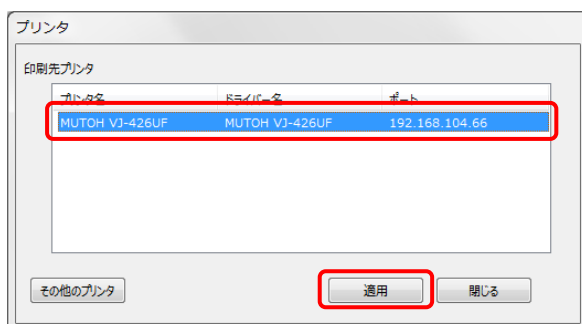 プリンタ
印刷先プリンタ
プリンタ名 ドライバー名 ポート
MUTOH VJ-426UF MUTOH VJ-426UF 192.168.104.66
その他のプリンタ 適用 閉じる